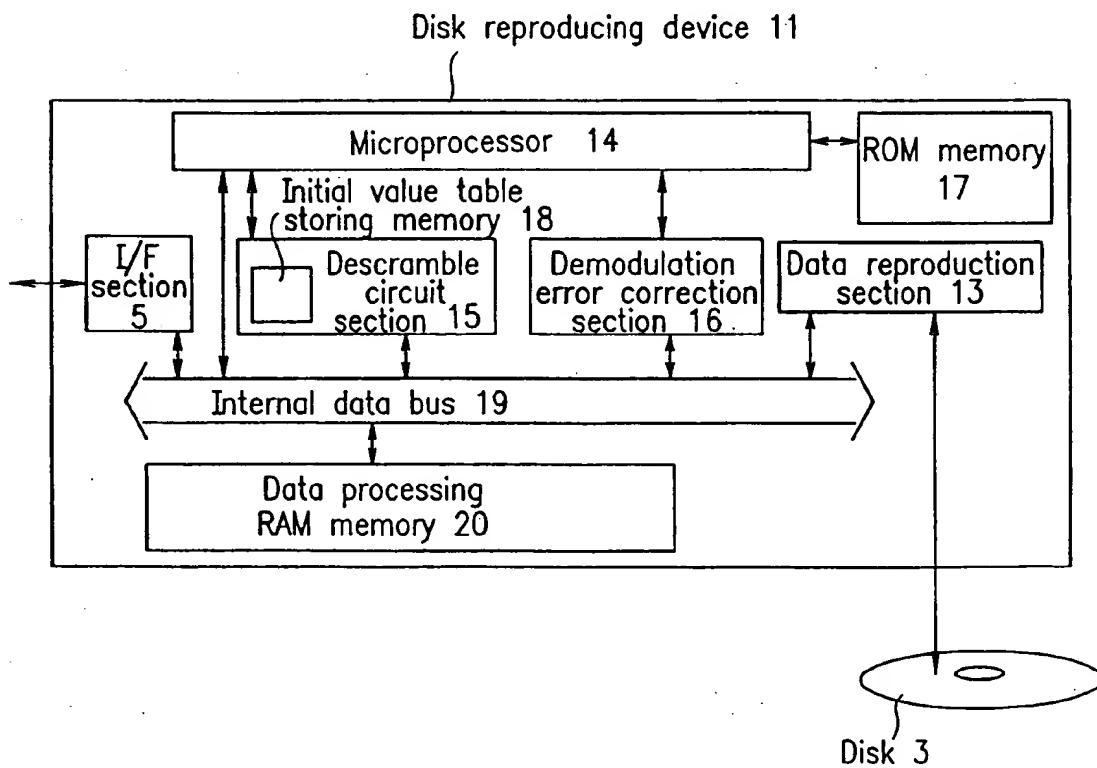 Disk reproducing device 11
Microprocessor 14
ROM memory
17
Initial value table
storing memory 18
I/F
section
5
Descramble
circuit
section 15
Demodulation
error correction
section 16
Data reproduction
section 13
Internal data bus 19
Data processing
RAM memory 20
Disk 3